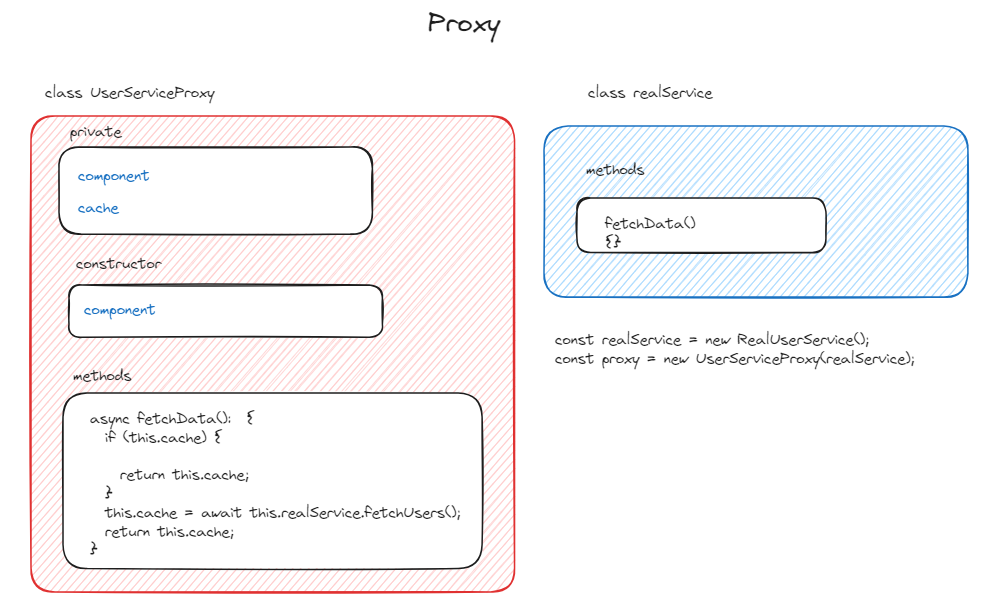 Proxy
class UserServiceProxy
private
component
cache
constructor
component
methods
async fetchData():  {
if (this.cache) {
return this.cache;
}
this.cache = await this.realService.fetchUsers();
return this.cache;
}
class realService
methods
fetchData()
{}
const realService = new RealUserService();
const proxy = new UserServiceProxy(realService);